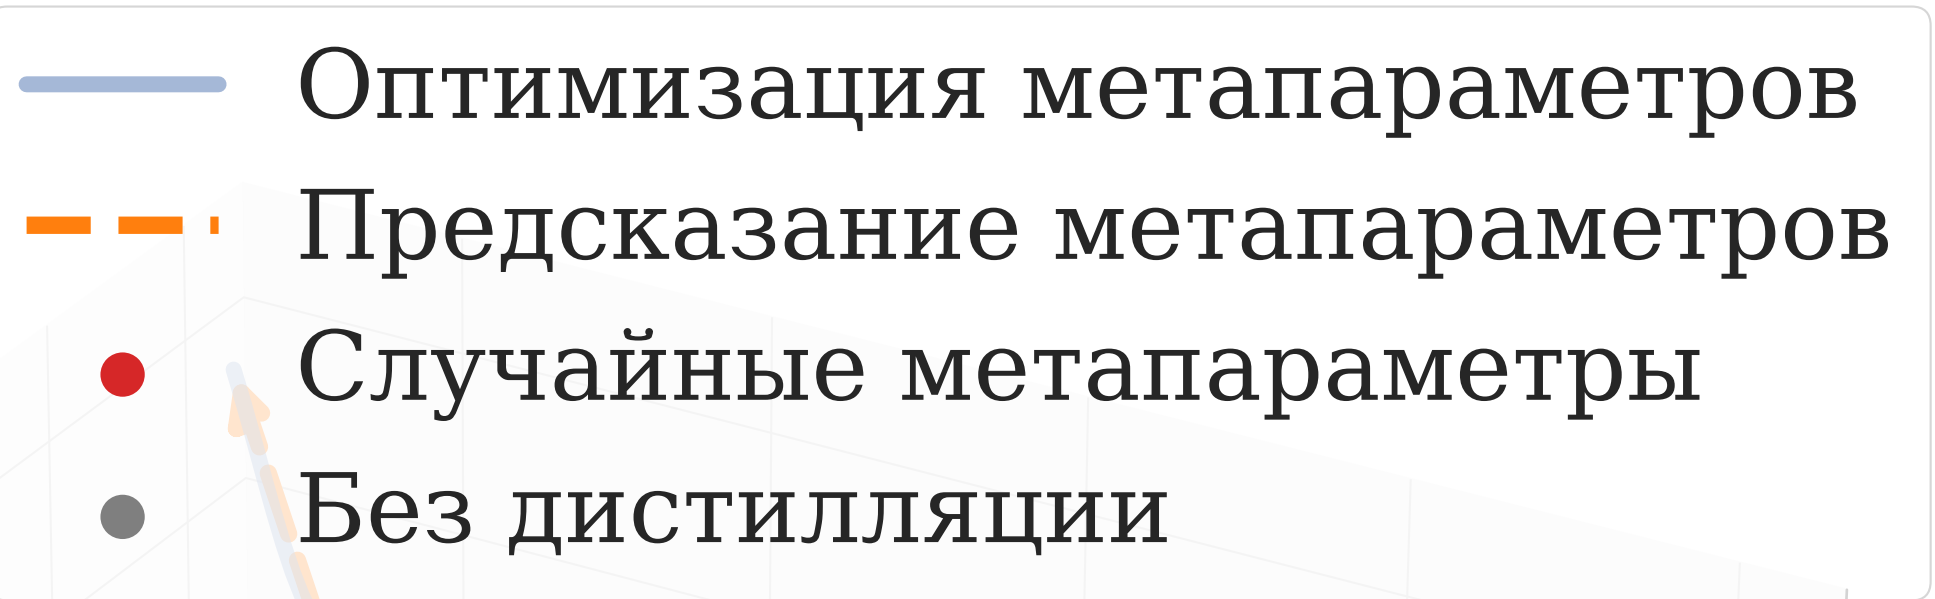 Оптимизация метапараметров
Предсказание метапараметров
Случайные метапараметры
Без дистилляции